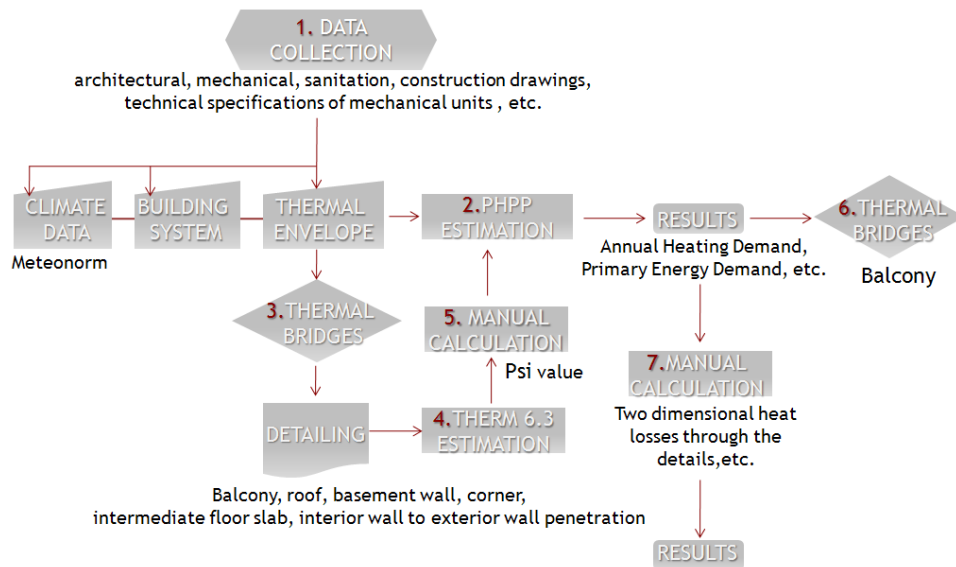 1. DATA
COLLECTION
architectural, mechanical, sanitation, construction drawings,
technical specifications of mechanical units , etc.
CLIMATE
DATA
Meteonorm
BUILDING
SYSTEM
THERMAL
ENVELOPE
2.PHPP
ESTIMATION
RESULTS
Annual Heating Demand,
Primary Energy Demand, etc.
6.THERMAL
BRIDGES
Balcony
3.THERMAL
BRIDGES
5. MANUAL
CALCULATION
Psi value
7.MANUAL
CALCULATION
Two dimensional heat
losses through the
details,etc.
DETAILING
4.THERM 6.3
ESTIMATION
Balcony, roof, basement wall, corner,
intermediate floor slab, interior wall to exterior wall penetration
RESULTS